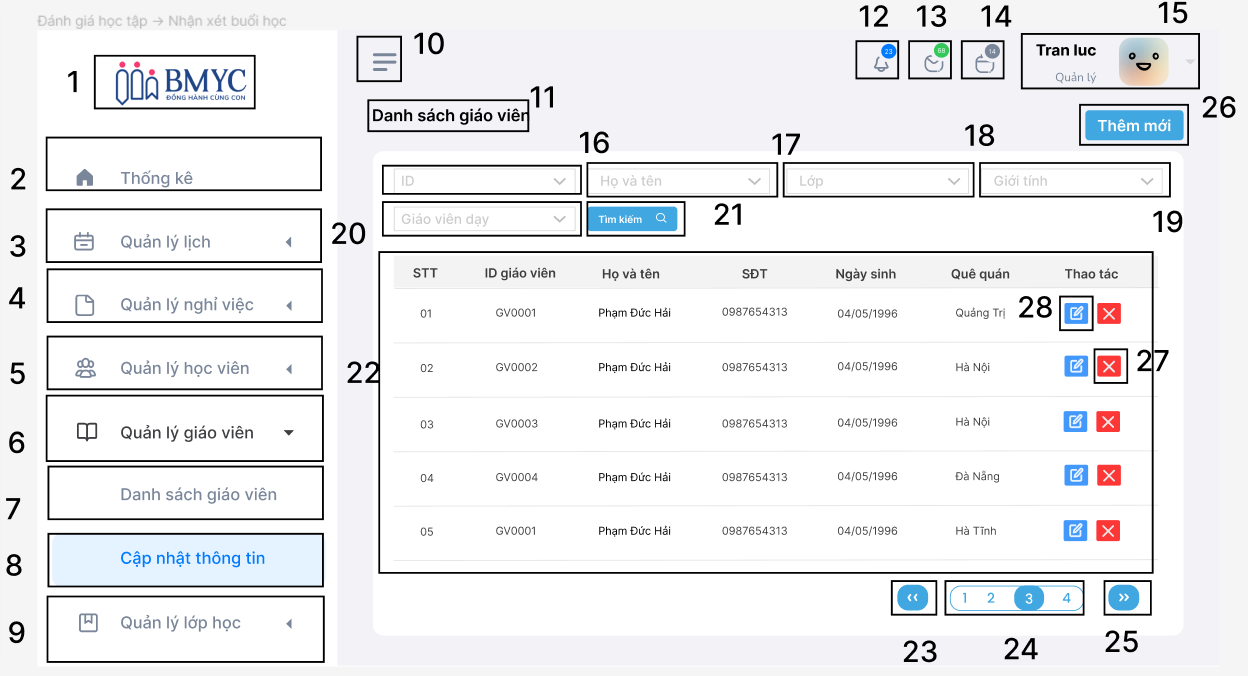 Đánh giá học tập → Nhận xét buổi học
1
BMYC
ĐỒNG HÀNH CÙNG CON
10
12
23
13
68
14
14
15
Tran luc
Quản lý
11
Danh sách giáo viên
26
Thêm mới
2
Thống kê
3
Quản lý lịch
4
Quản lý nghỉ việc
5
Quản lý học viên
6
Quản lý giáo viên
7
Danh sách giáo viên
8
Cập nhật thông tin
9
Quản lý lớp học
16
17
18
ID
Họ và tên
Lớp
Giới tính
19
20
Giáo viên dạy
Tìm kiếm
21
22
STT ID giáo viên Họ và tên SĐT Ngày sinh Quê quán Thao tác
01 GV0001 Phạm Đức Hải 0987654313 04/05/1996 Quảng Trị
28
02 GV0002 Phạm Đức Hải 0987654313 04/05/1996 Hà Nội
27
03 GV0003 Phạm Đức Hải 0987654313 04/05/1996 Hà Nội
04 GV0004 Phạm Đức Hải 0987654313 04/05/1996 Đà Nẵng
05 GV0001 Phạm Đức Hải 0987654313 04/05/1996 Hà Tĩnh
‹‹ 1 2 3 4 ››
23
24
25